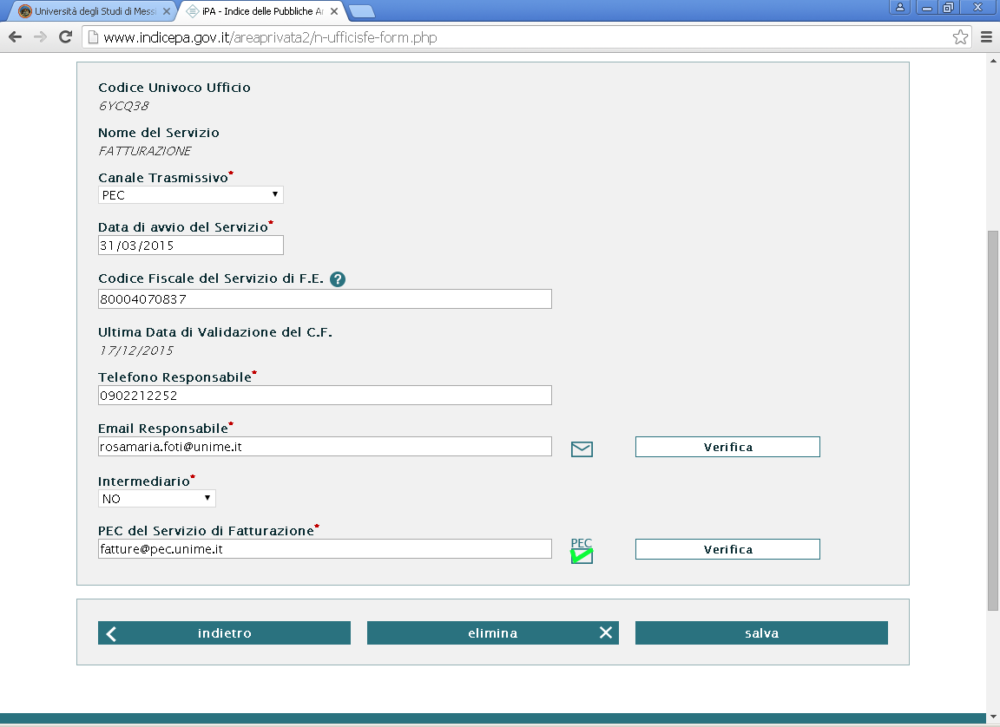 Università degli Studi di Mess
iPA - Indice delle Pubbliche A
www.indicepa.gov.it/areaprivata2/n-ufficisfe-form.php
Codice Univoco Ufficio
6YCQ38
Nome del Servizio
FATTURAZIONE
Canale Trasmissivo*
PEC
Data di avvio del Servizio*
31/03/2015
Codice Fiscale del Servizio di F.E. ?
80004070837
Ultima Data di Validazione del C.F.
17/12/2015
Telefono Responsabile*
0902212252
Email Responsabile*
rosamaria.foti@unime.it Verifica
Intermediario*
NO
PEC del Servizio di Fatturazione*
fatture@pec.unime.it PEC Verifica
indietro elimina salva